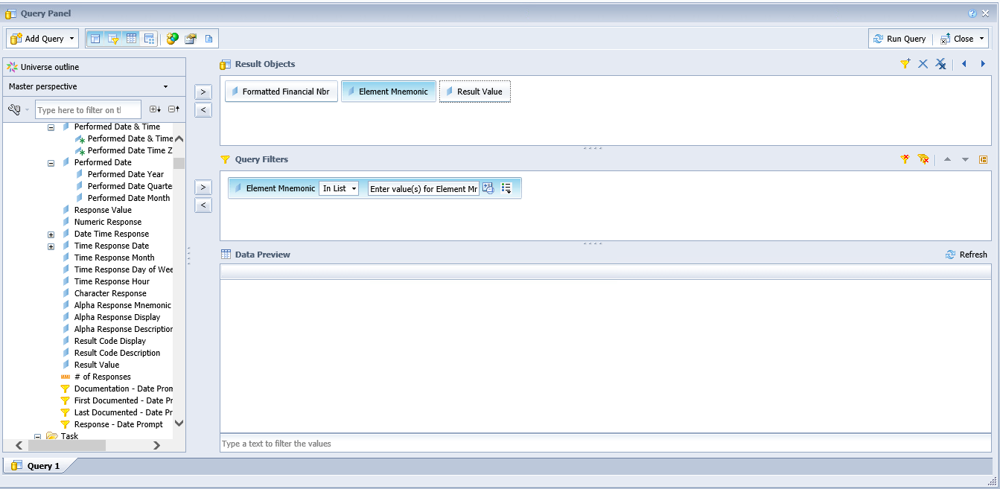 Query Panel
Add Query
Run Query
Close
Universe outline
Master perspective
Type here to filter on tl
Performed Date & Time
Performed Date & Time
Performed Date Time Z
Performed Date
Performed Date Year
Performed Date Quarte
Performed Date Month
Response Value
Numeric Response
Date Time Response
Time Response Date
Time Response Month
Time Response Day of Wee
Time Response Hour
Character Response
Alpha Response Mnemonic
Alpha Response Display
Alpha Response Description
Result Code Display
Result Code Description
Result Value
# of Responses
Documentation - Date Pron
First Documented - Date Pr
Last Documented - Date Pr
Response - Date Prompt
Task
>
<
>
<
Result Objects
Formatted Financial Nbr
Element Mnemonic
Result Value
Query Filters
Element Mnemonic
In List
Enter value(s) for Element Mr
Data Preview
Refresh
Type a text to filter the values
Query 1